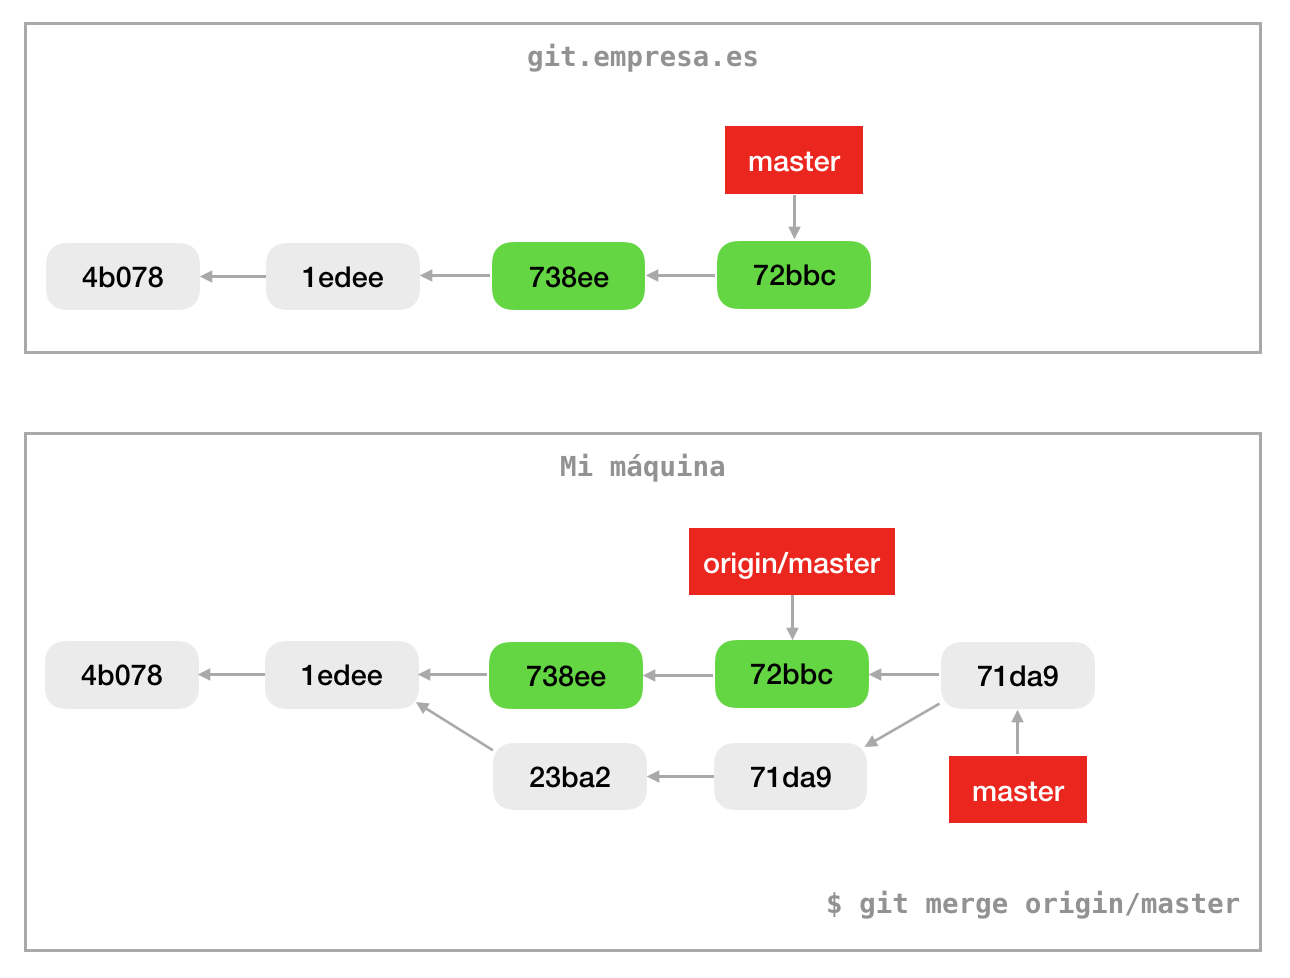 git.empresa.es
master
4b078
1edee
738ee
72bbc
Mi máquina
origin/master
4b078
1edee
738ee
72bbc
71da9
23ba2
71da9
master
$ git merge origin/master